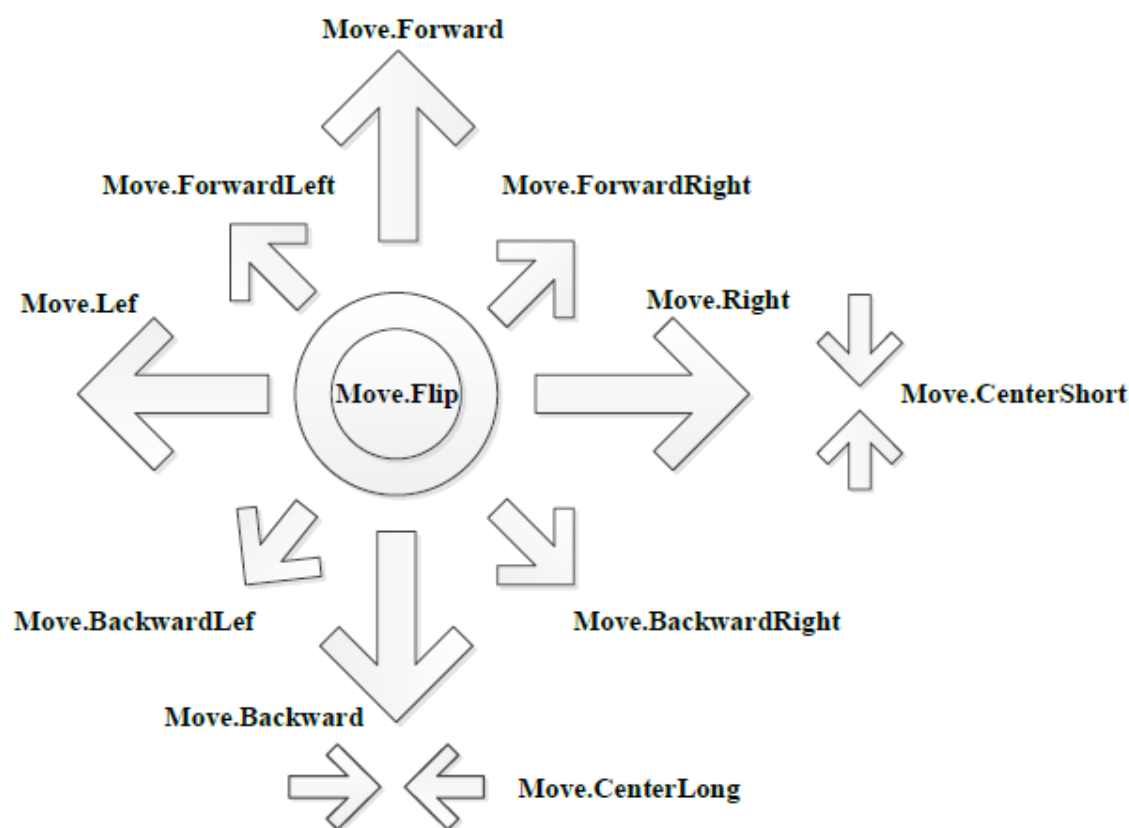 Move.Forward
Move.ForwardLeft
Move.ForwardRight
Move.Lef
Move.Right
Move.Flip
Move.CenterShort
Move.BackwardLef
Move.BackwardRight
Move.Backward
Move.CenterLong